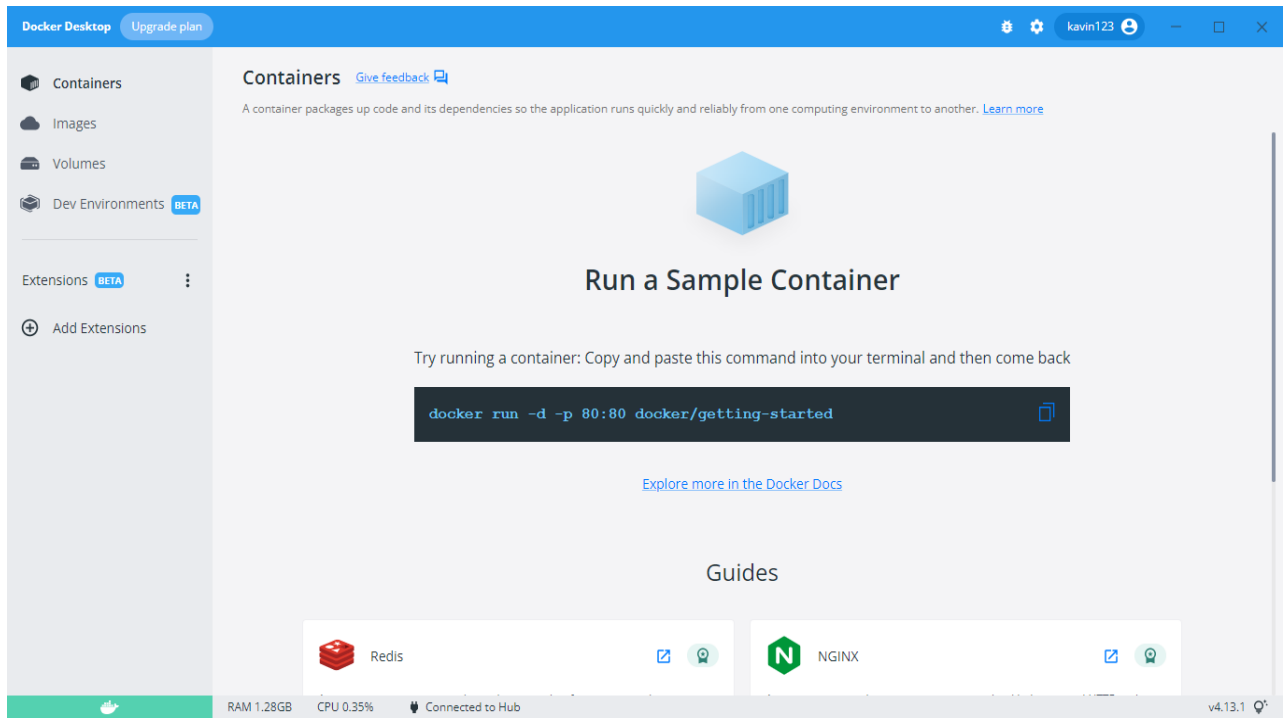 Docker Desktop Upgrade plan kavin123
Containers
Images
Volumes
Dev Environments BETA
Extensions BETA
Add Extensions
Containers Give feedback
A container packages up code and its dependencies so the application runs quickly and reliably from one computing environment to another. Learn more
Run a Sample Container
Try running a container: Copy and paste this command into your terminal and then come back
docker run -d -p 80:80 docker/getting-started
Explore more in the Docker Docs
Guides
Redis
NGINX
RAM 1.28GB CPU 0.35% Connected to Hub v4.13.1